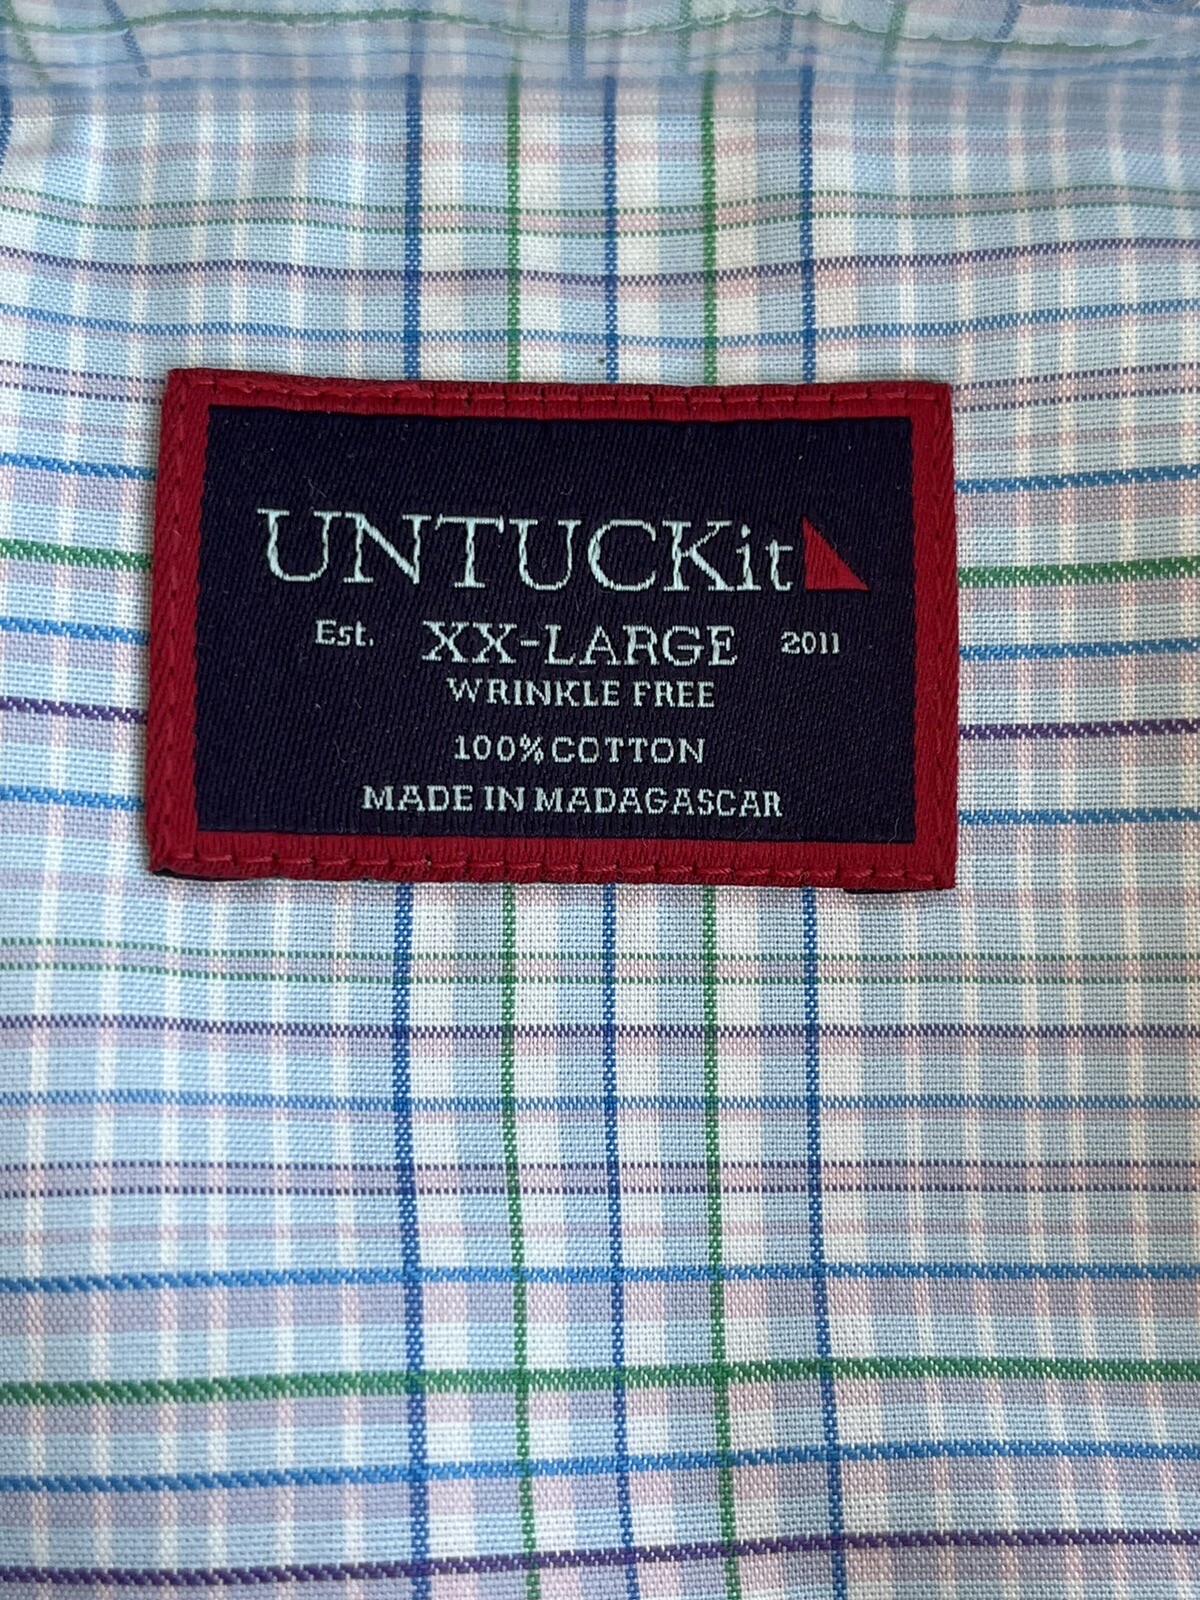 UNTUCKit
Est. XX-LARGE 2011
WRINKLE FREE
100% COTTON
MADE IN MADAGASCAR